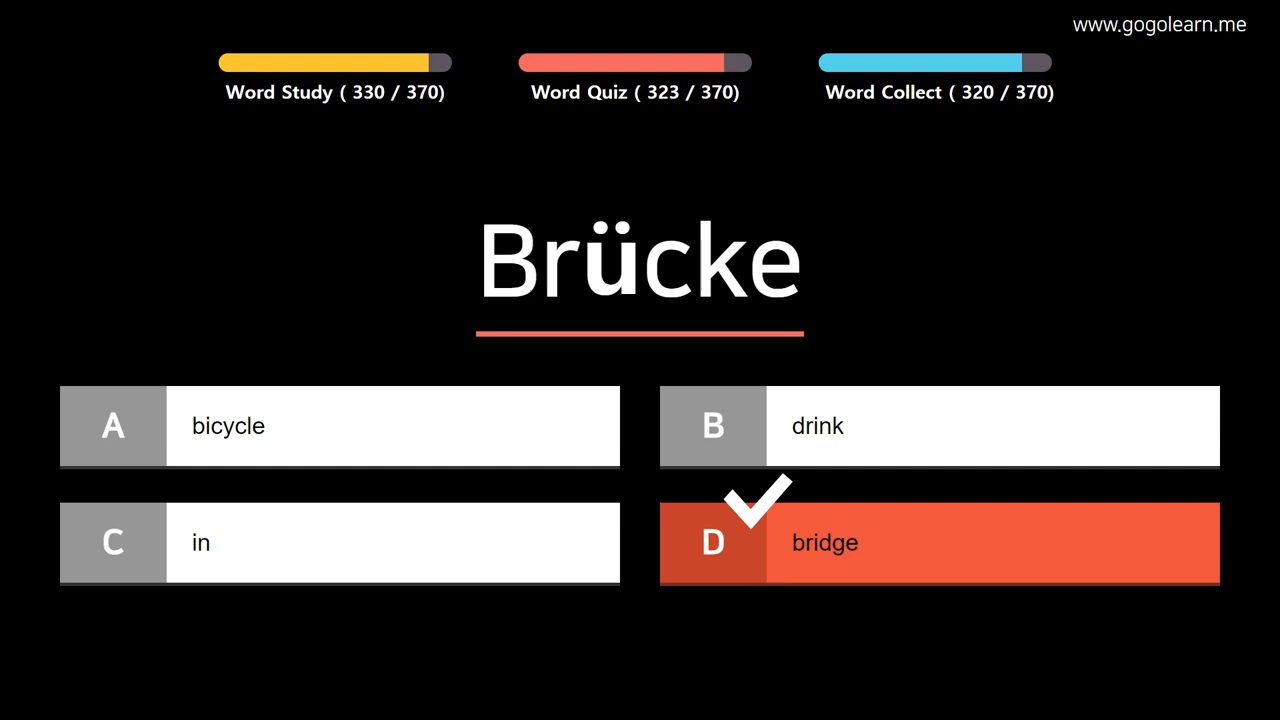 www.gogolearn.me
Word Study ( 330 / 370)
Word Quiz ( 323 / 370)
Word Collect ( 320 / 370)
Brücke
A bicycle
B drink
C in
D bridge